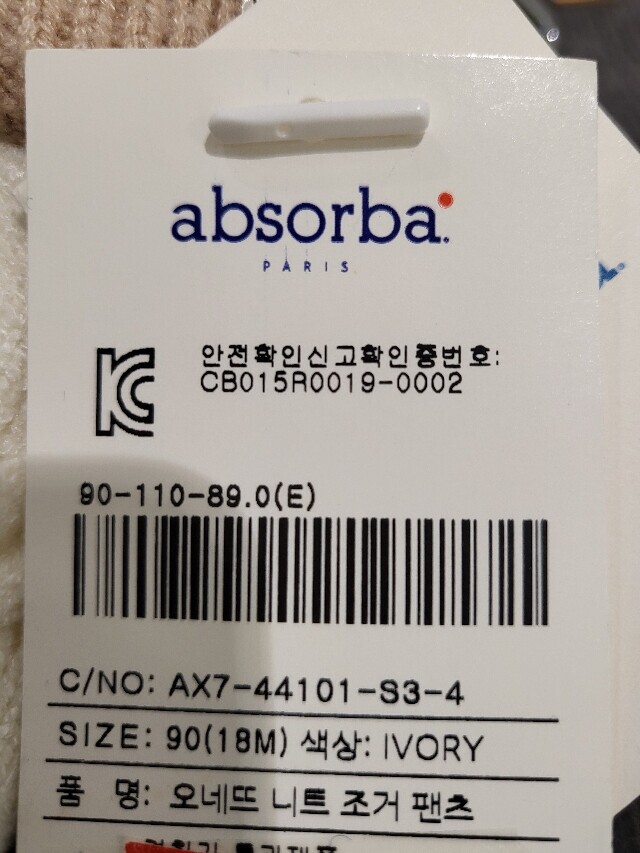 absorba.
PARIS
안전확인신고확인증번호:
CB015R0019-0002
90-110-89.0(E)
C/NO: AX7-44101-S3-4
SIZE: 90(18M) 색상: IVORY
품 명: 오네뜨 니트 조거 팬츠